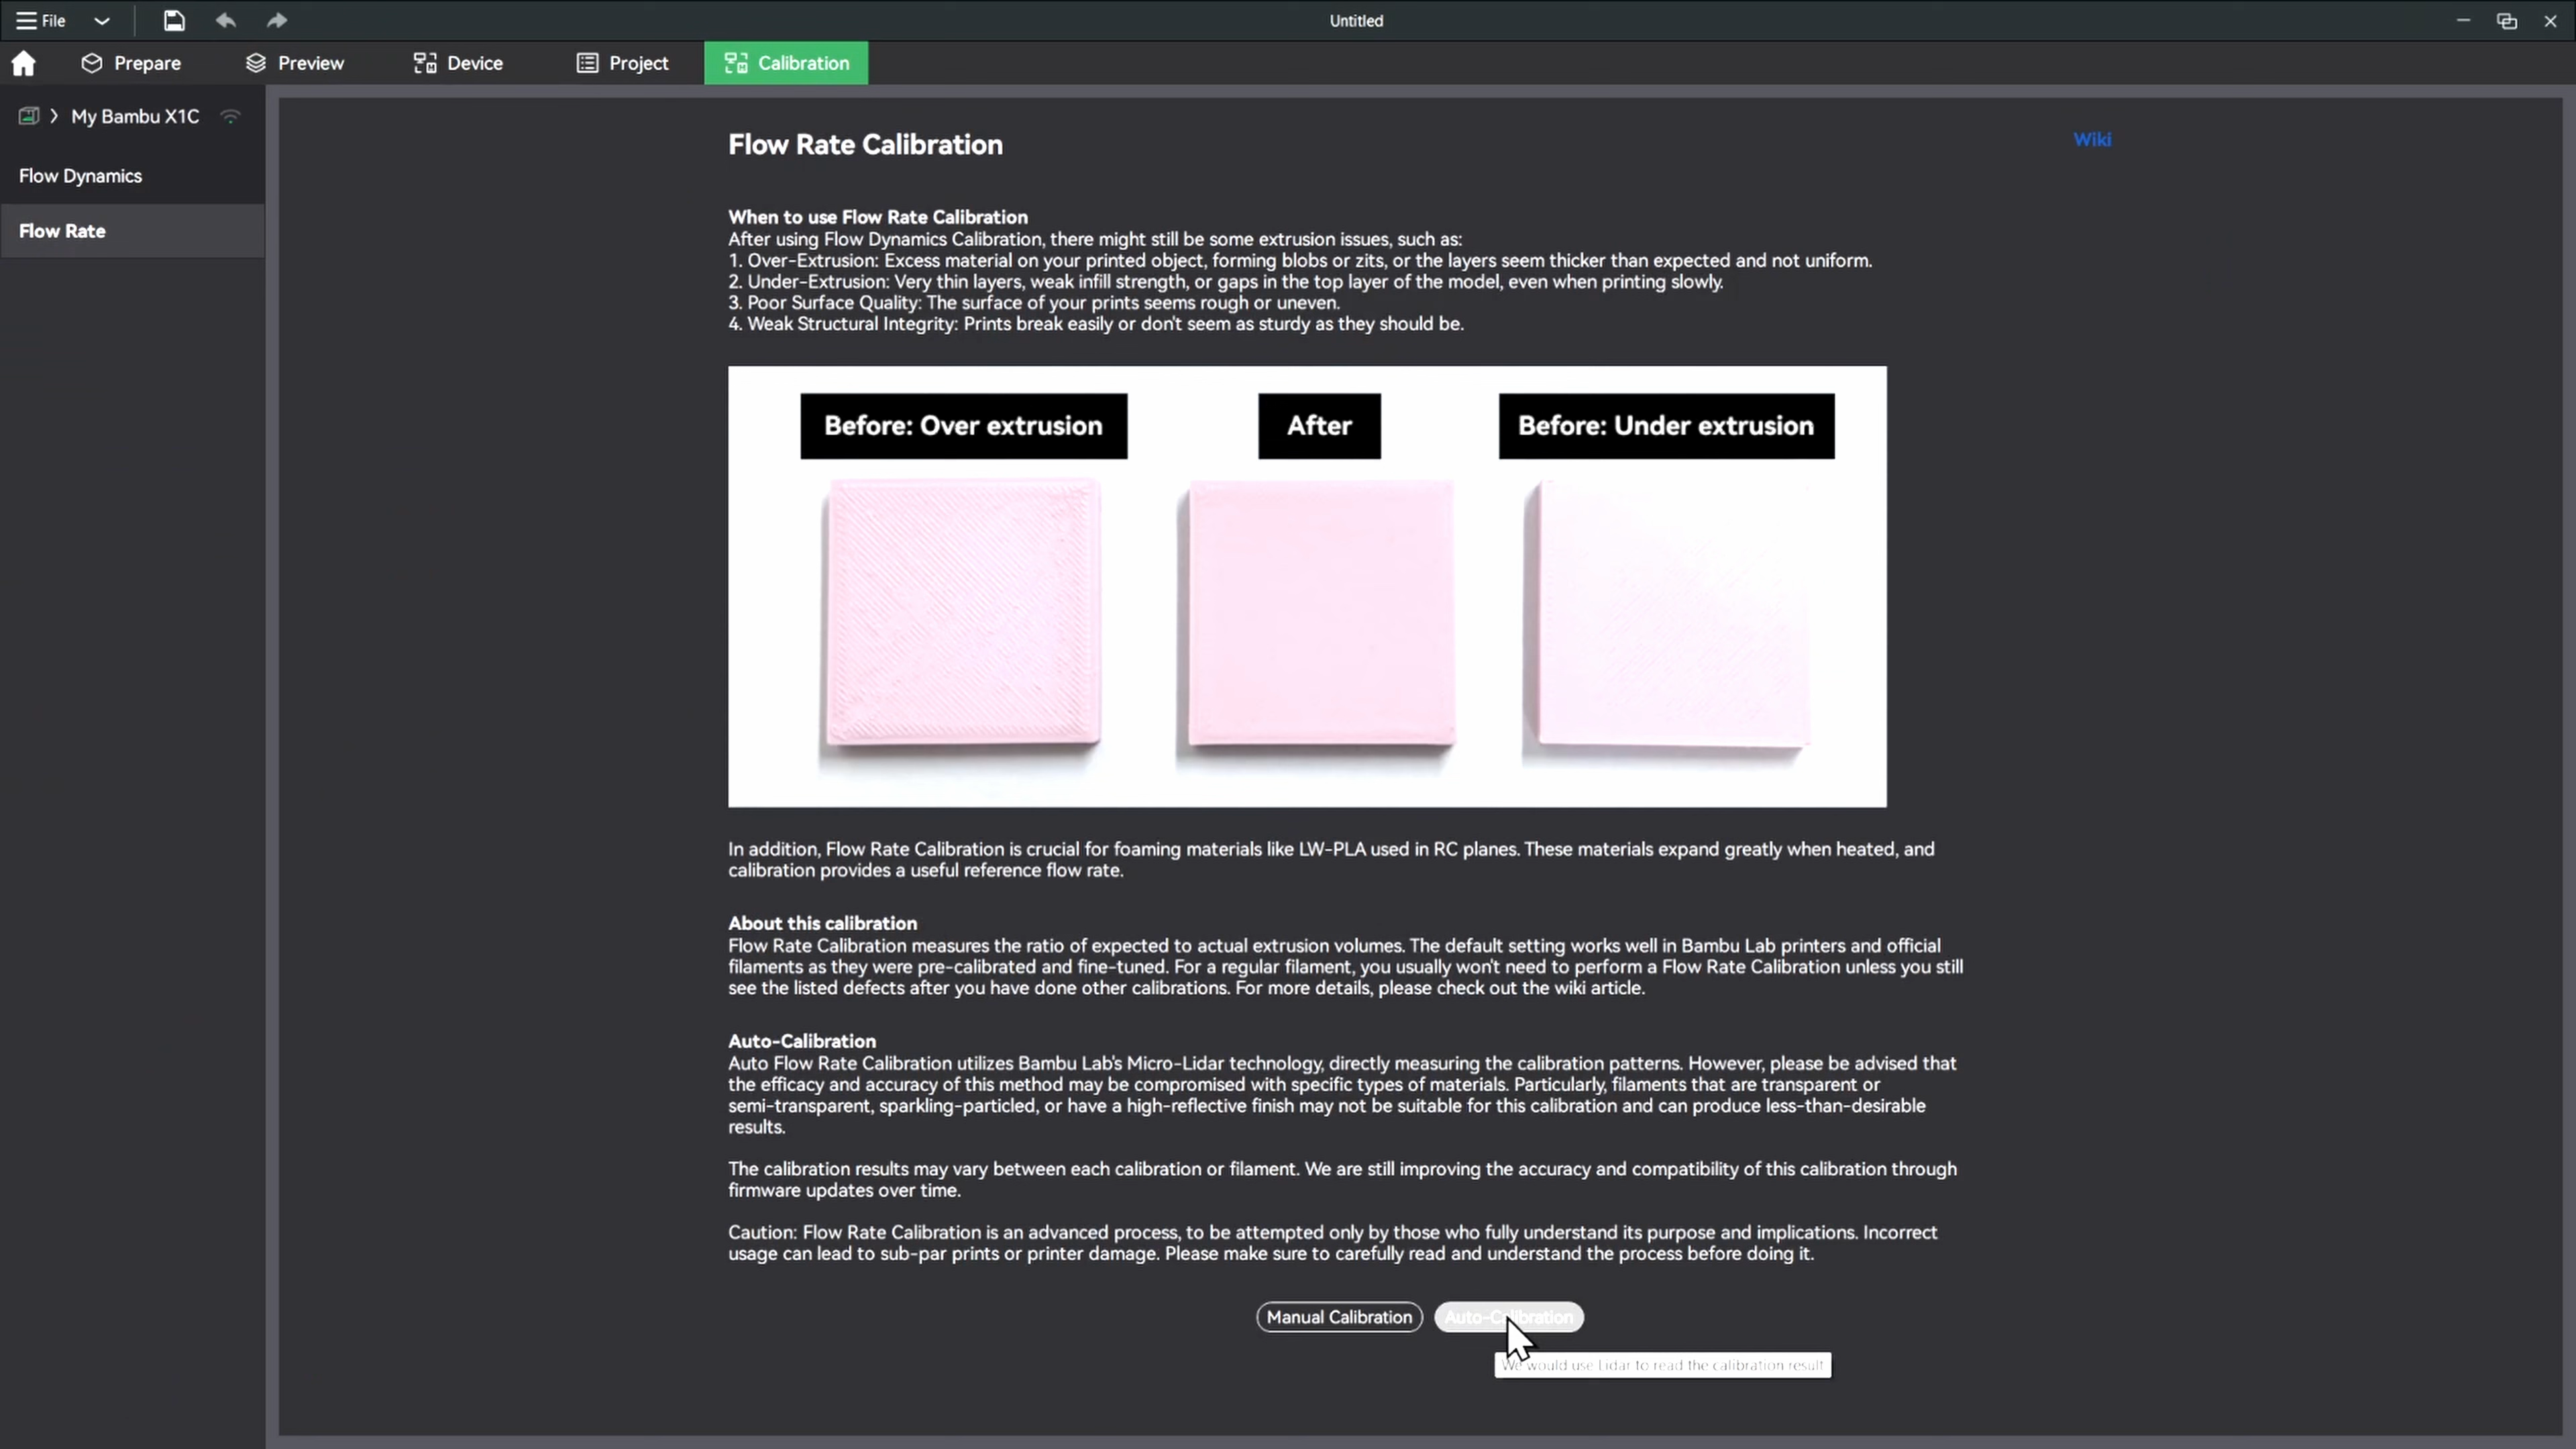 File
Untitled
Prepare
Preview
Device
Project
Calibration
My Bambu X1C
Flow Dynamics
Flow Rate
Flow Rate Calibration
Wiki
When to use Flow Rate Calibration
After using Flow Dynamics Calibration, there might still be some extrusion issues, such as:
1. Over-Extrusion: Excess material on your printed object, forming blobs or zits, or the layers seem thicker than expected and not uniform.
2. Under-Extrusion: Very thin layers, weak infill strength, or gaps in the top layer of the model, even when printing slowly.
3. Poor Surface Quality: The surface of your prints seems rough or uneven.
4. Weak Structural Integrity: Prints break easily or don't seem as sturdy as they should be.
Before: Over extrusion
After
Before: Under extrusion
In addition, Flow Rate Calibration is crucial for foaming materials like LW-PLA used in RC planes. These materials expand greatly when heated, and
calibration provides a useful reference flow rate.
About this calibration
Flow Rate Calibration measures the ratio of expected to actual extrusion volumes. The default setting works well in Bambu Lab printers and official
filaments as they were pre-calibrated and fine-tuned. For a regular filament, you usually won't need to perform a Flow Rate Calibration unless you still
see the listed defects after you have done other calibrations. For more details, please check out the wiki article.
Auto-Calibration
Auto Flow Rate Calibration utilizes Bambu Lab's Micro-Lidar technology, directly measuring the calibration patterns. However, please be advised that
the efficacy and accuracy of this method may be compromised with specific types of materials. Particularly, filaments that are transparent or
semi-transparent, sparkling-particled, or have a high-reflective finish may not be suitable for this calibration and can produce less-than-desirable
results.
The calibration results may vary between each calibration or filament. We are still improving the accuracy and compatibility of this calibration through
firmware updates over time.
Caution: Flow Rate Calibration is an advanced process, to be attempted only by those who fully understand its purpose and implications. Incorrect
usage can lead to sub-par prints or printer damage. Please make sure to carefully read and understand the process before doing it.
Manual Calibration
Auto-Calibration
We would use Lidar to read the calibration result